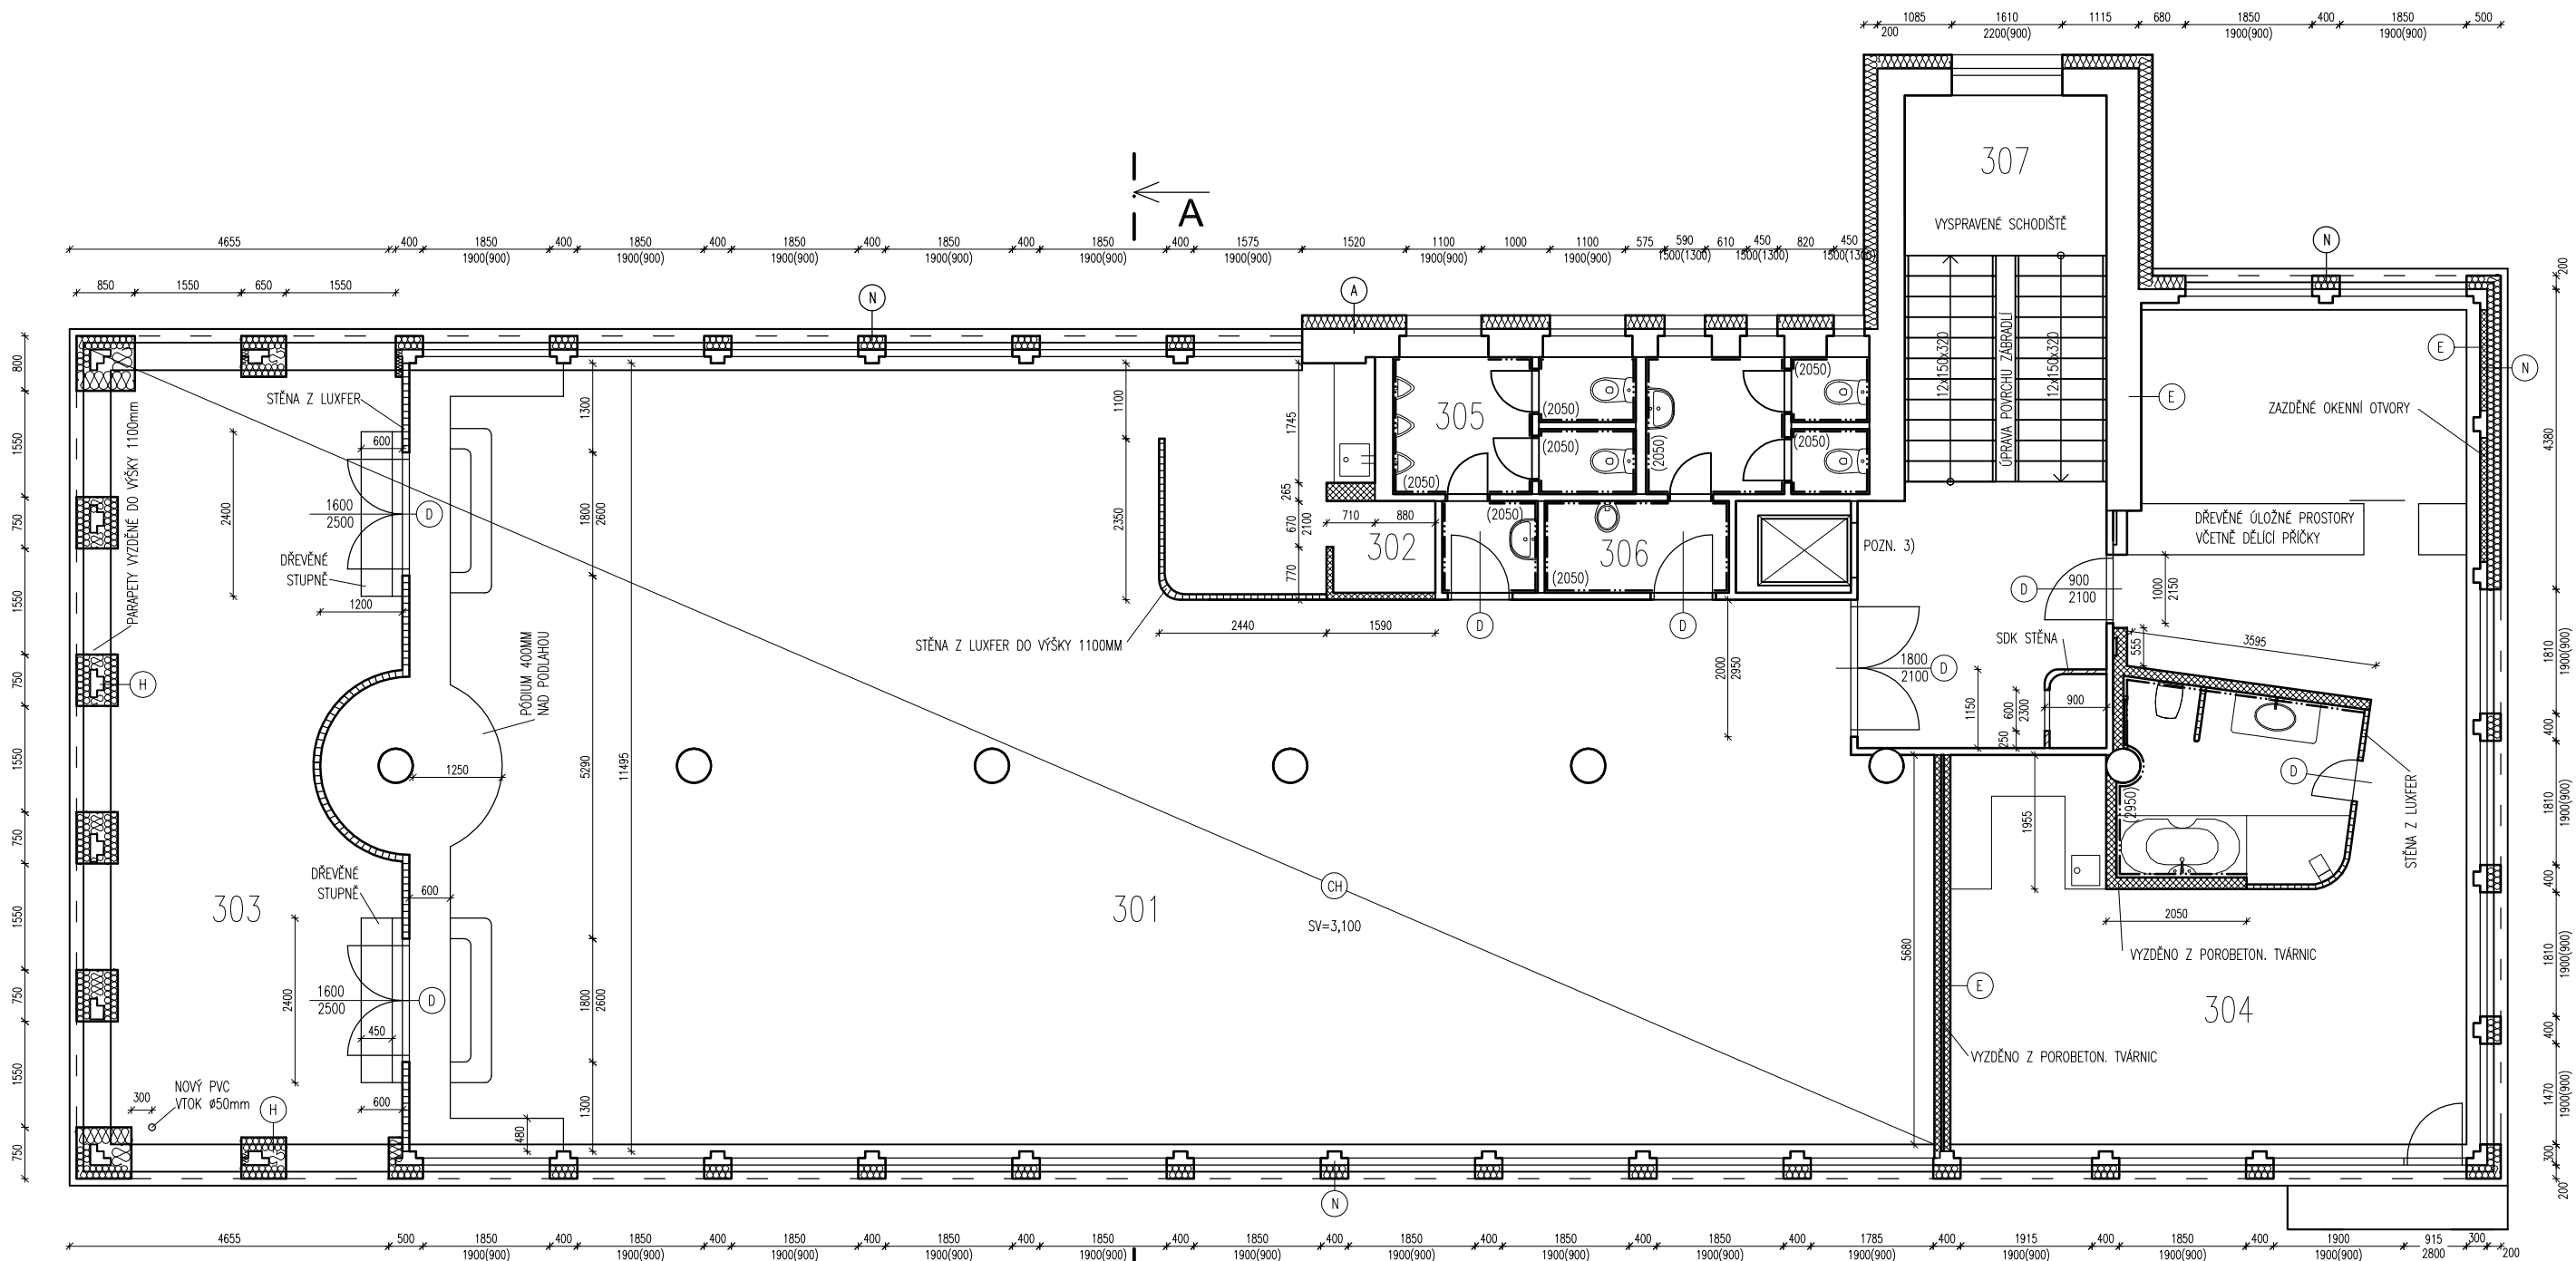 1085 1610 1115 680 1850 400 1850 500
200 2200(900) 1900(900) 1900(900)
307
A
VYSPRAVENÉ SCHODIŠTĚ
N
4655 400 1850 400 1850 400 1850 400 1850 400 1850 400 1575 1520 1100 1000 1100 575 590 610 450 820 450
1900(900) 1900(900) 1900(900) 1900(900) 1900(900) 1900(900) 1900(900) 1500(1300) 1500(1300) 1500(1300)
200
850 1550 650 1550
N
A
800
1550
750
1550
750
1550
750
1550
750
1550
750
PARAPETY VYZDĚNÉ DO VÝŠKY 1100mm
STĚNA Z LUXFER
600
2400
1600
2500
D
DŘEVĚNÉ
STUPNĚ
1200
H
PÓDIUM 400MM
NAD PODLAHOU
1250
303
DŘEVĚNÉ
STUPNĚ
600
2400
1600
2500
D
450
600
NOVÝ PVC
VTOK ø50mm
300
H
480
1300
1800
2600
5290
11495
1800
2600
1300
1100
2350
STĚNA Z LUXFER DO VÝŠKY 1100MM
1745
265
670
2100
770
710 880
302
2440 1590
305
(2050)
(2050)
(2050)
(2050)
(2050)
(2050)
(2050)
(2050)
306
(2050)
D
D
POZN. 3)
12x150x320
ÚPRAVA POVRCHU ZÁBRADLÍ
12x150x320
E
E
N
ZAZDĚNÉ OKENNÍ OTVORY
DŘEVĚNÉ ÚLOŽNÉ PROSTORY
VČETNĚ DĚLÍCÍ PŘÍČKY
D
900
2100
1000
2150
SDK STĚNA
555
3595
2000
2950
1800
2100
D
1150
600
2300
250
900
D
(2950)
STĚNA Z LUXFER
1955
2050
301
CH
SV=3,100
5680
E
VYZDĚNO Z POROBETON. TVÁRNIC
304
VYZDĚNO Z POROBETON. TVÁRNIC
4380
1810
1900(900)
400
1810
1900(900)
400
1810
1900(900)
400
1470
1900(900)
300
200
N
4655 500 1850 400 1850 400 1850 400 1850 400 1850 400 1850 400 1850 400 1850 400 1850 400 1785 400 1915 400 1850 400 1900 915 300
1900(900) 1900(900) 1900(900) 1900(900) 1900(900) 1900(900) 1900(900) 1900(900) 1900(900) 1900(900) 1900(900) 1900(900) 1900(900) 2800 200